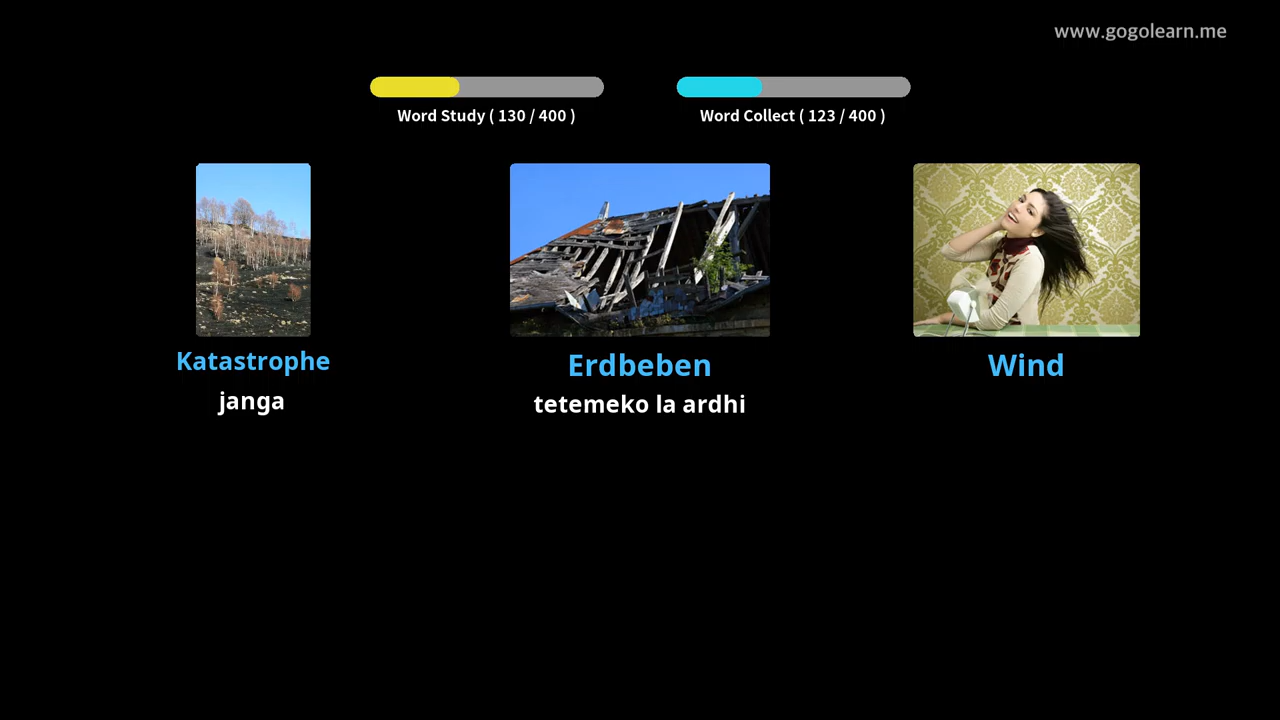 www.gogolearn.me
Word Study ( 130 / 400 )
Word Collect ( 123 / 400 )
Katastrophe
janga
Erdbeben
tetemeko la ardhi
Wind